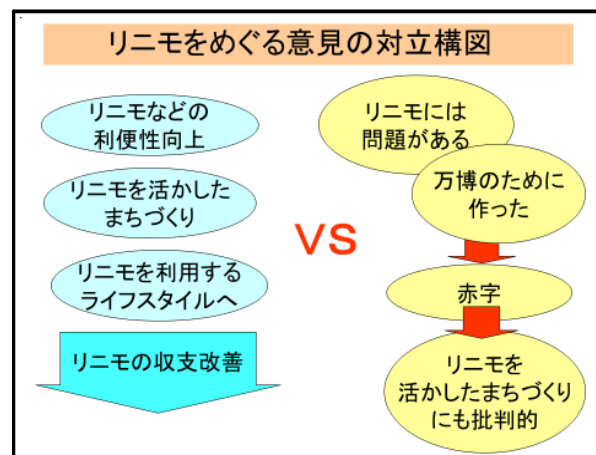 リニモをめぐる意見の対立構図
リニモなどの
利便性向上
リニモを活かした
まちづくり
リニモを利用する
ライフスタイルへ
リニモの収支改善
VS
リニモには
問題がある
万博のために
作った
赤字
リニモを
活かしたまちづくり
にも批判的